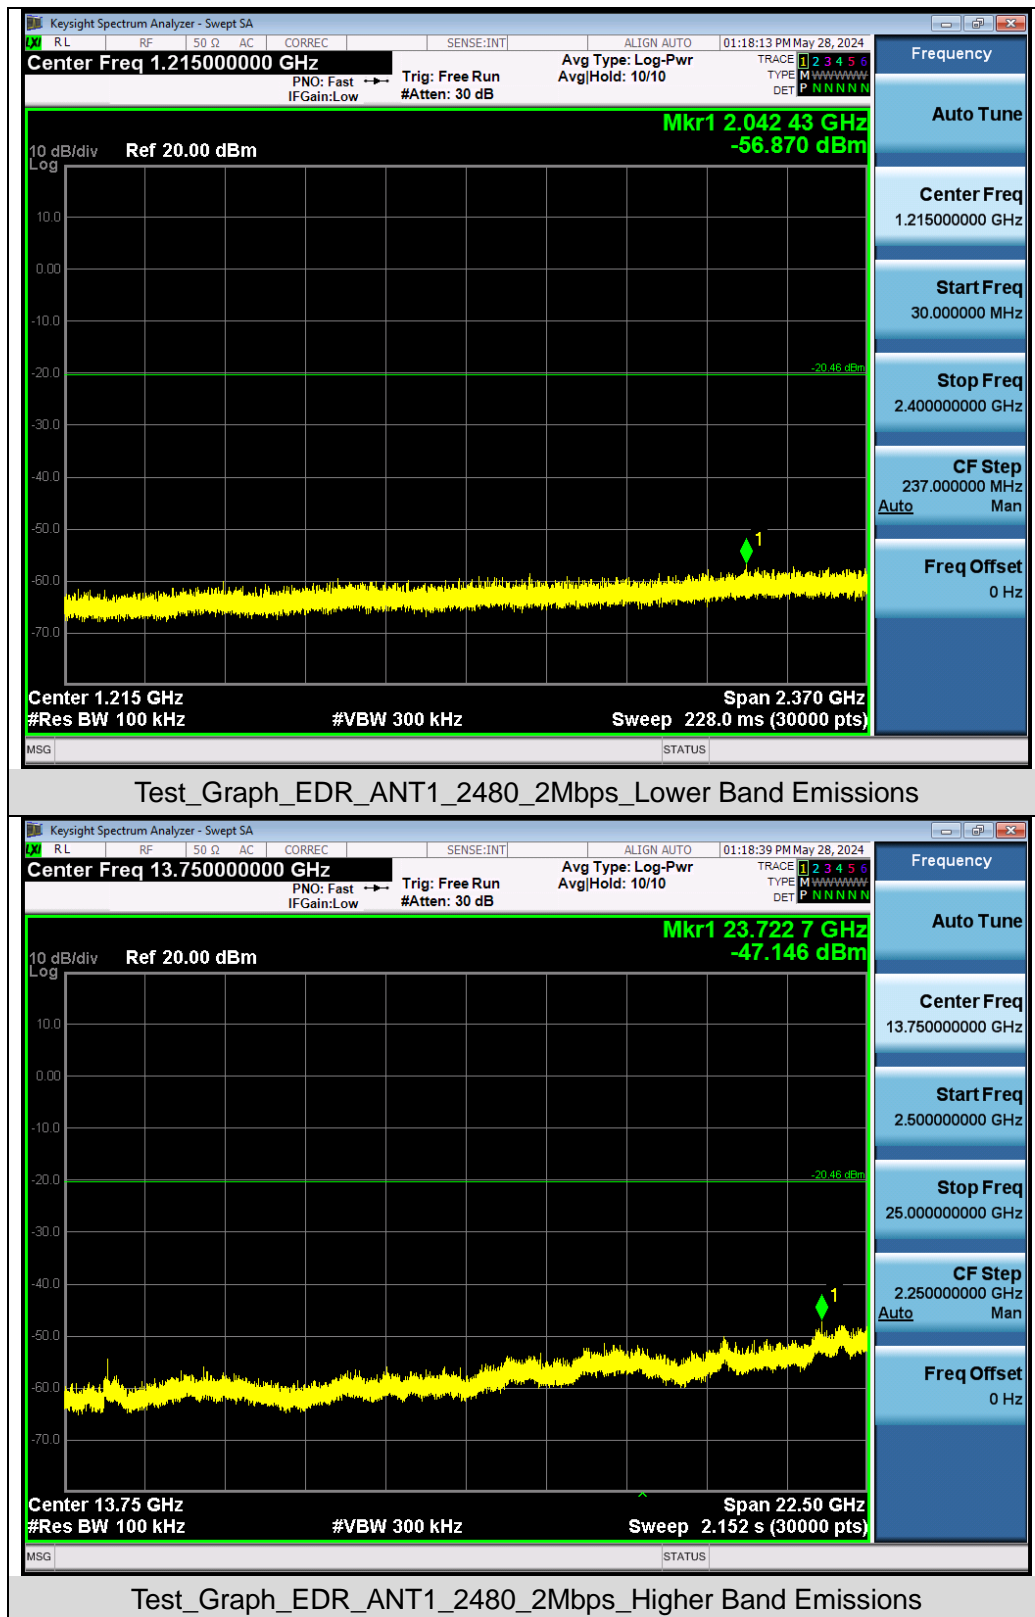 Keysight Spectrum Analyzer - Swept SA
LXI RL RF 50 Ω AC CORREC SENSE:INT ALIGN AUTO 01:18:13 PM May 28, 2024
Center Freq 1.215000000 GHz
PNO: Fast
IFGain:Low
Trig: Free Run
#Atten: 30 dB
Avg Type: Log-Pwr
Avg|Hold: 10/10
TRACE 1 2 3 4 5 6
TYPE M WWWWW
DET P N N N N N
Frequency
Auto Tune
Center Freq
1.215000000 GHz
Start Freq
30.000000 MHz
Stop Freq
2.400000000 GHz
CF Step
237.000000 MHz
Auto Man
Freq Offset
0 Hz
Mkr1 2.042 43 GHz
-56.870 dBm
10 dB/div Ref 20.00 dBm
Log
10.0
0.00
-10.0
-20.0
-20.46 dBm
-30.0
-40.0
-50.0
1
-60.0
-70.0
Center 1.215 GHz Span 2.370 GHz
#Res BW 100 kHz #VBW 300 kHz Sweep 228.0 ms (30000 pts)
MSG STATUS
Test_Graph_EDR_ANT1_2480_2Mbps_Lower Band Emissions
Keysight Spectrum Analyzer - Swept SA
LXI RL RF 50 Ω AC CORREC SENSE:INT ALIGN AUTO 01:18:39 PM May 28, 2024
Center Freq 13.750000000 GHz
PNO: Fast
IFGain:Low
Trig: Free Run
#Atten: 30 dB
Avg Type: Log-Pwr
Avg|Hold: 10/10
TRACE 1 2 3 4 5 6
TYPE M WWWWW
DET P N N N N N
Frequency
Auto Tune
Center Freq
13.750000000 GHz
Start Freq
2.500000000 GHz
Stop Freq
25.000000000 GHz
CF Step
2.250000000 GHz
Auto Man
Freq Offset
0 Hz
Mkr1 23.722 7 GHz
-47.146 dBm
10 dB/div Ref 20.00 dBm
Log
10.0
0.00
-10.0
-20.0
-20.46 dBm
-30.0
-40.0
1
-50.0
-60.0
-70.0
Center 13.75 GHz Span 22.50 GHz
#Res BW 100 kHz #VBW 300 kHz Sweep 2.152 s (30000 pts)
MSG STATUS
Test_Graph_EDR_ANT1_2480_2Mbps_Higher Band Emissions